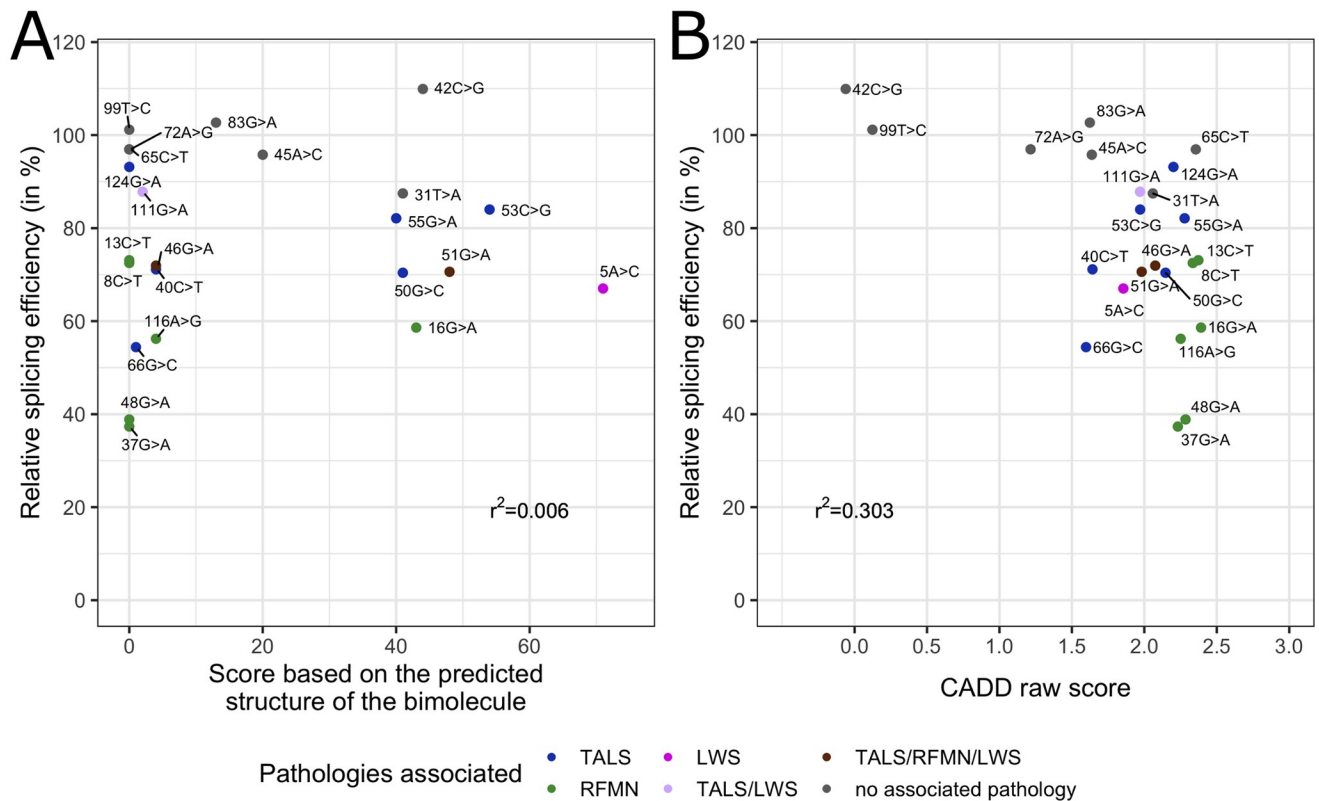 A
120
100
80
60
40
20
0
Relative splicing efficiency (in %)
42C>G
99T>C
83G>A
72A>G
65C>T
45A>C
124G>A
111G>A
31T>A
53C>G
55G>A
13C>T
46G>A
51G>A
8C>T
40C>T
50G>C
5A>C
116A>G
16G>A
66G>C
48G>A
37G>A
r²=0.006
0 20 40 60
Score based on the predicted
structure of the bimolecule
B
120
100
80
60
40
20
0
Relative splicing efficiency (in %)
42C>G
83G>A
99T>C
72A>G
65C>T
45A>C
111G>A
124G>A
31T>A
53C>G
55G>A
46G>A
13C>T
40C>T
8C>T
51G>A
50G>C
5A>C
16G>A
66G>C
116A>G
48G>A
37G>A
r²=0.303
0.0 0.5 1.0 1.5 2.0 2.5 3.0
CADD raw score
Pathologies associated
TALS LWS TALS/RFMN/LWS
RFMN TALS/LWS no associated pathology